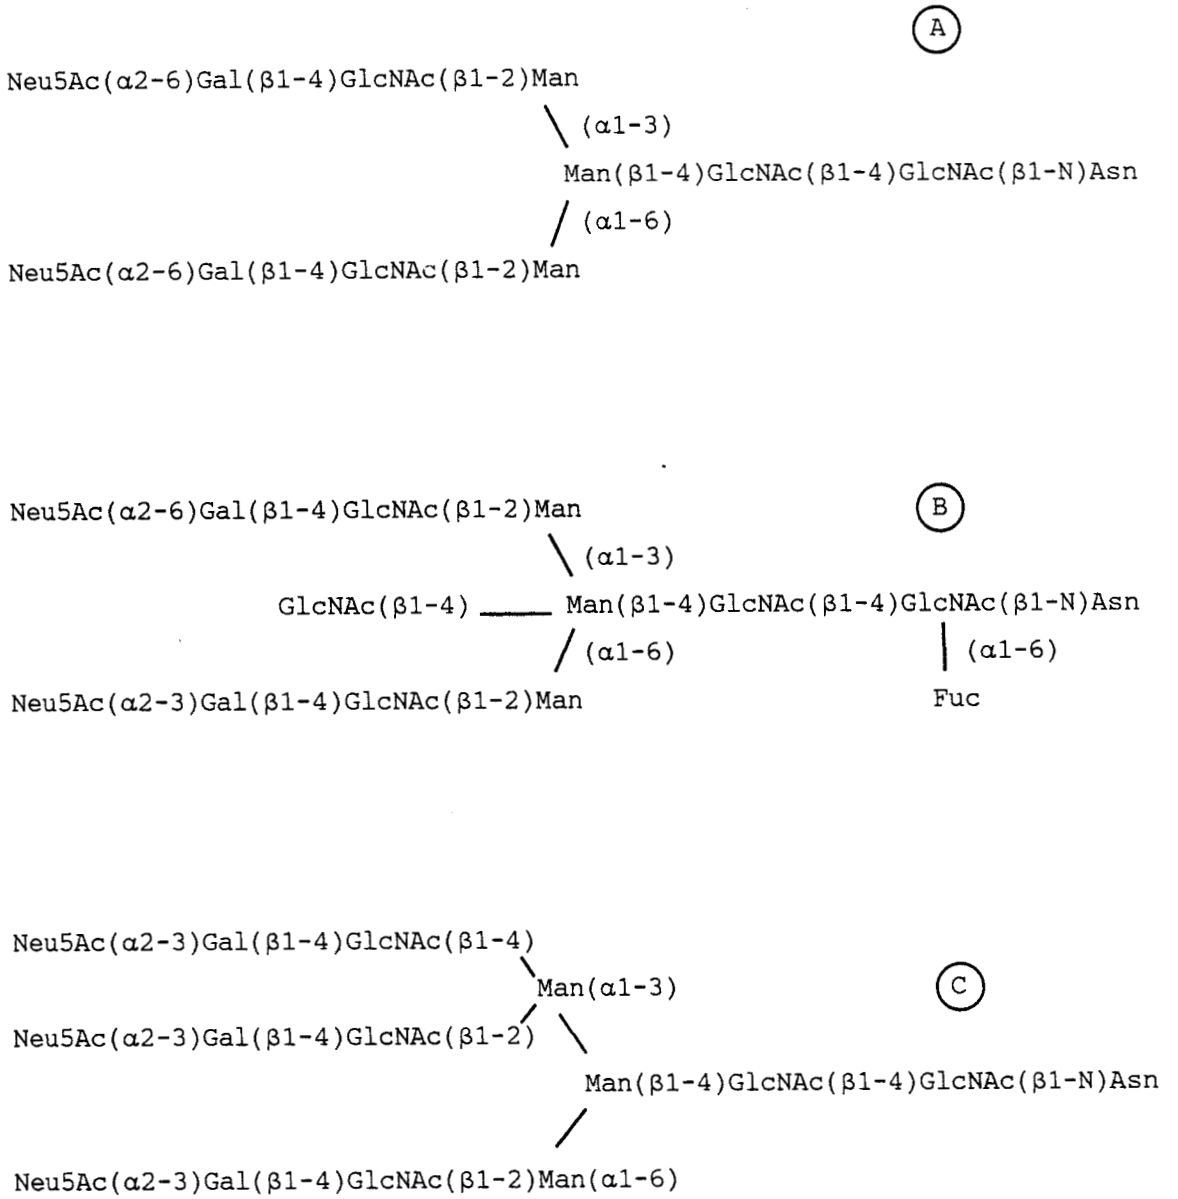 A
Neu5Ac(α2-6)Gal(β1-4)GlcNAc(β1-2)Man
(α1-3)
Man(β1-4)GlcNAc(β1-4)GlcNAc(β1-N)Asn
(α1-6)
Neu5Ac(α2-6)Gal(β1-4)GlcNAc(β1-2)Man
Neu5Ac(α2-6)Gal(β1-4)GlcNAc(β1-2)Man
B
(α1-3)
GlcNAc(β1-4) Man(β1-4)GlcNAc(β1-4)GlcNAc(β1-N)Asn
(α1-6) (α1-6)
Neu5Ac(α2-3)Gal(β1-4)GlcNAc(β1-2)Man Fuc
Neu5Ac(α2-3)Gal(β1-4)GlcNAc(β1-4)
Man(α1-3) C
Neu5Ac(α2-3)Gal(β1-4)GlcNAc(β1-2)
Man(β1-4)GlcNAc(β1-4)GlcNAc(β1-N)Asn
Neu5Ac(α2-3)Gal(β1-4)GlcNAc(β1-2)Man(α1-6)